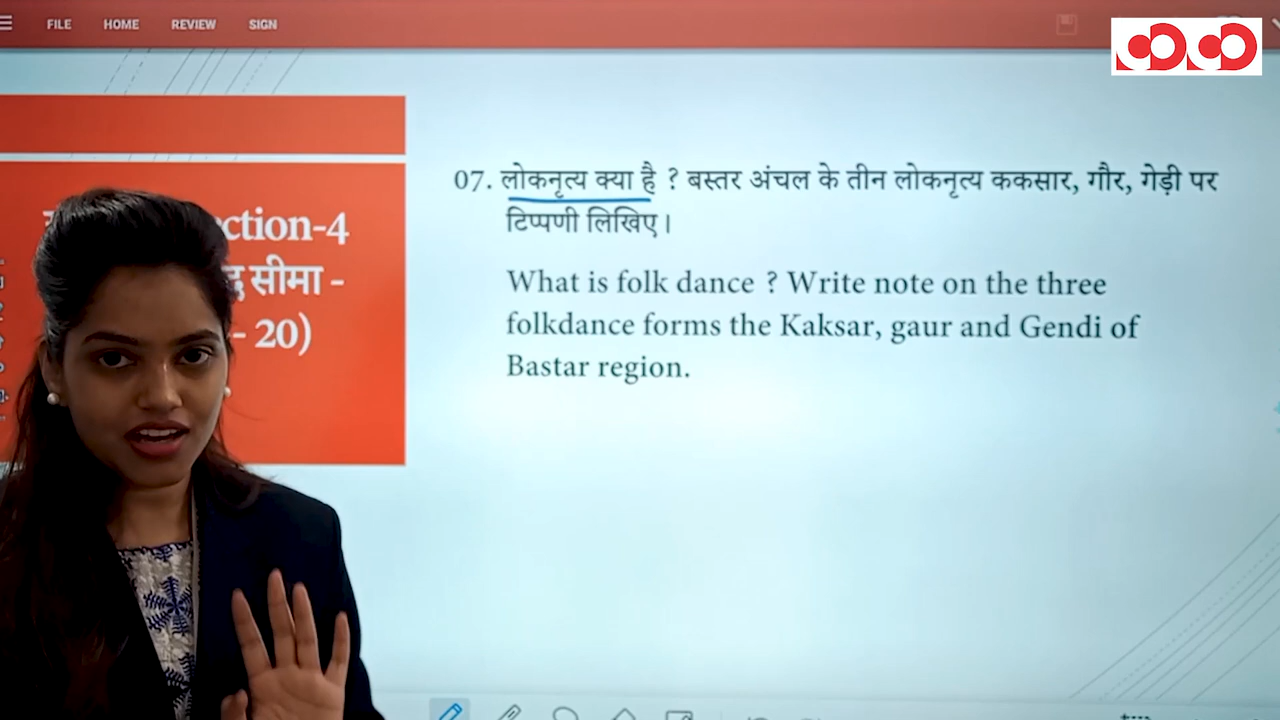 FILE HOME REVIEW SIGN
ction-4
सीमा -
- 20)
07. लोकनृत्य क्या है ? बस्तर अंचल के तीन लोकनृत्य ककसार, गौर, गेड़ी पर
टिप्पणी लिखिए।
What is folk dance ? Write note on the three
folkdance forms the Kaksar, gaur and Gendi of
Bastar region.